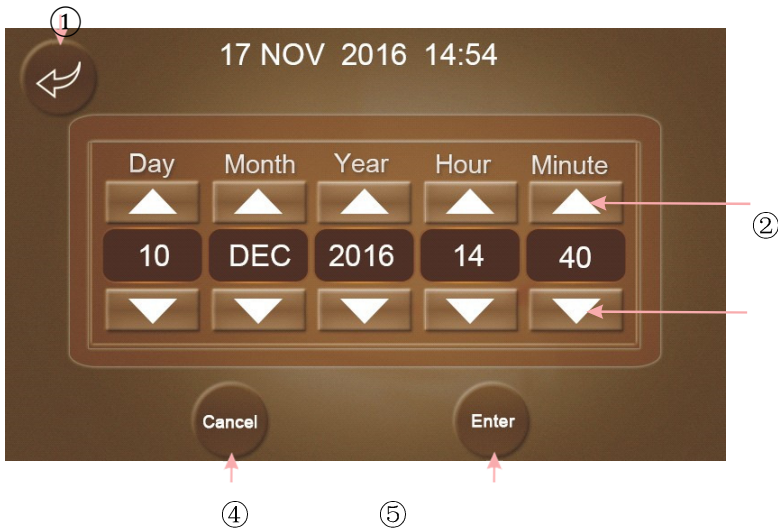 ①
17 NOV 2016 14:54
Day Month Year Hour Minute
②
10 DEC 2016 14 40
Cancel Enter
④ ⑤